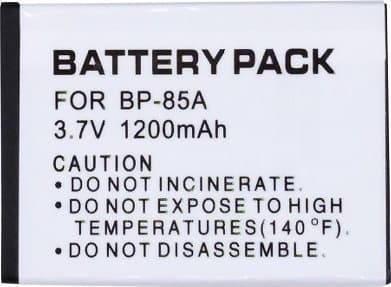 BATTERY PACK
FOR BP-85A
3.7V 1200mAh
CAUTION
• DO NOT INCINERATE.
• DO NOT EXPOSE TO HIGH
TEMPERATURES(140°F).
• DO NOT DISASSEMBLE.